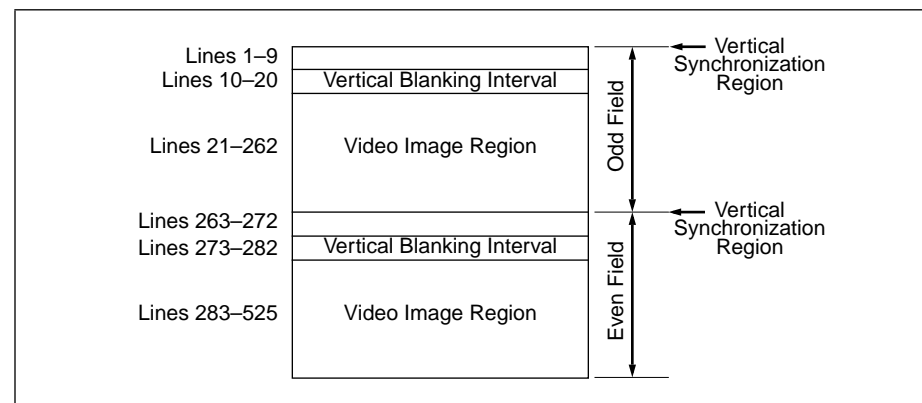 Lines 1–9
Vertical
Synchronization
Region
Lines 10–20
Vertical Blanking Interval
Odd Field
Lines 21–262
Video Image Region
Lines 263–272
Vertical
Synchronization
Region
Lines 273–282
Vertical Blanking Interval
Even Field
Lines 283–525
Video Image Region